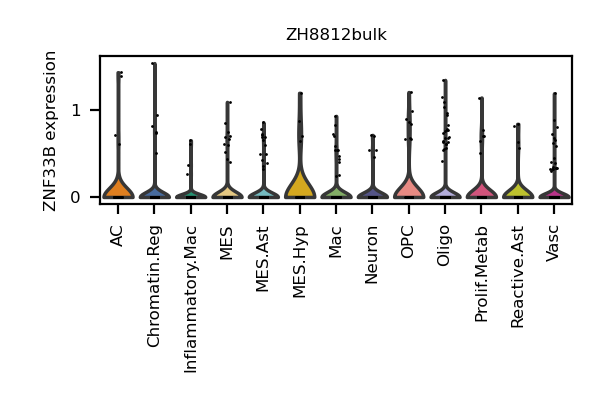 ZH8812bulk
ZNF33B expression
1
0
AC
Chromatin.Reg
Inflammatory.Mac
MES
MES.Ast
MES.Hyp
Mac
Neuron
OPC
Oligo
Prolif.Metab
Reactive.Ast
Vasc